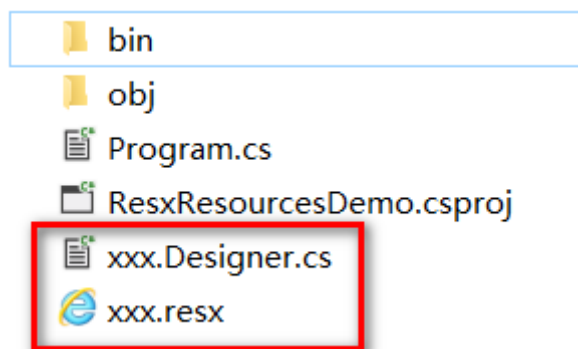 bin
obj
Program.cs
ResxResourcesDemo.csproj
xxx.Designer.cs
xxx.resx